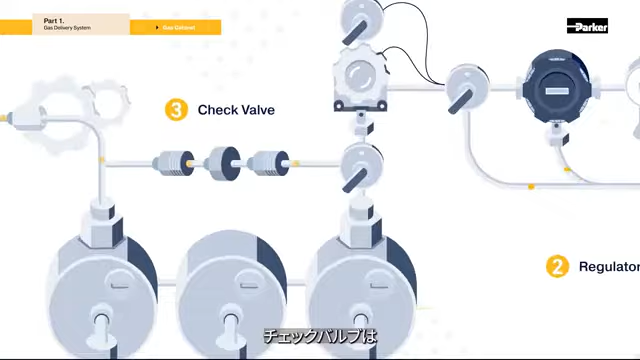 Part 1.
Gas Delivery System
Gas Cabinet
Parker
3 Check Valve
2 Regulator
チェックバルブは